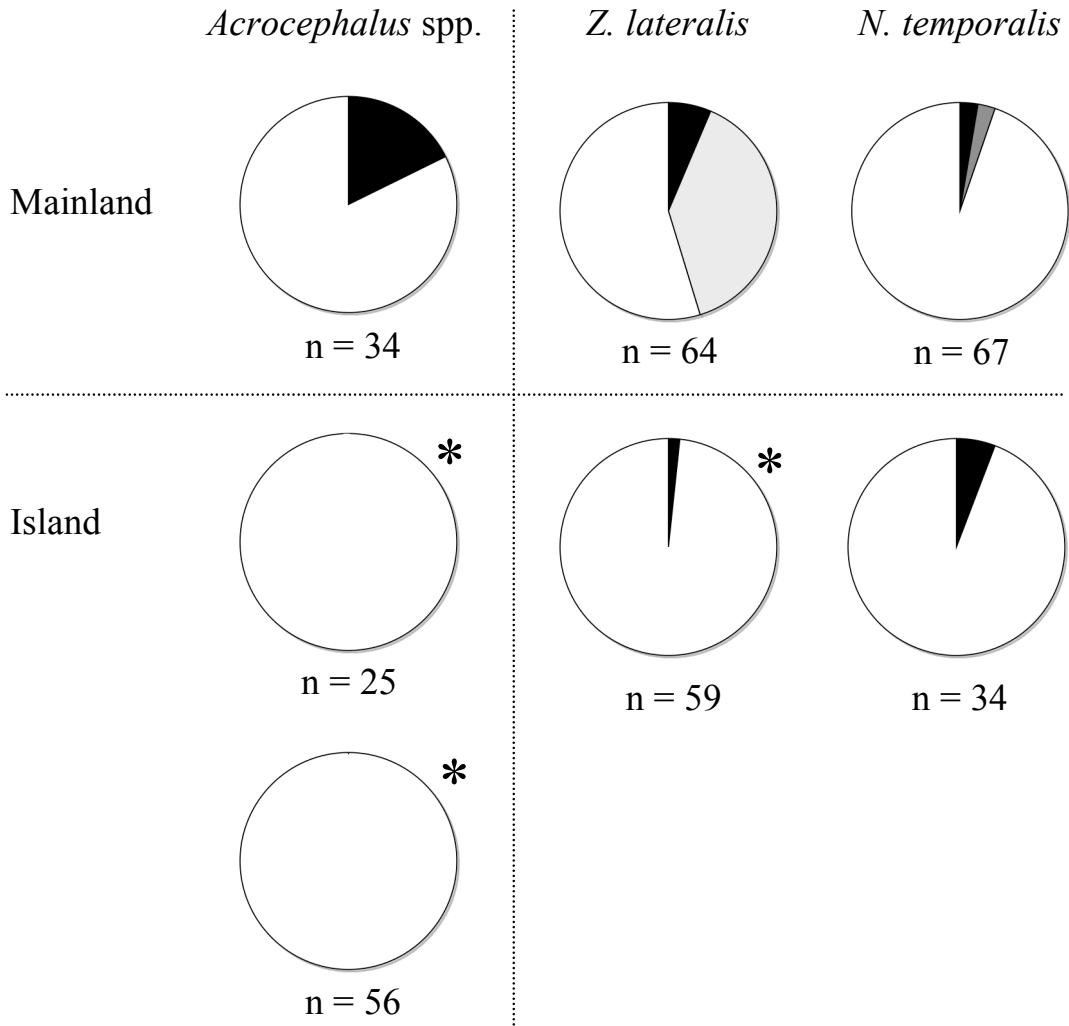 Acrocephalus spp. Z. lateralis N. temporalis
Mainland
n = 34 n = 64 n = 67
* *
Island
n = 25 n = 59 n = 34
*
n = 56